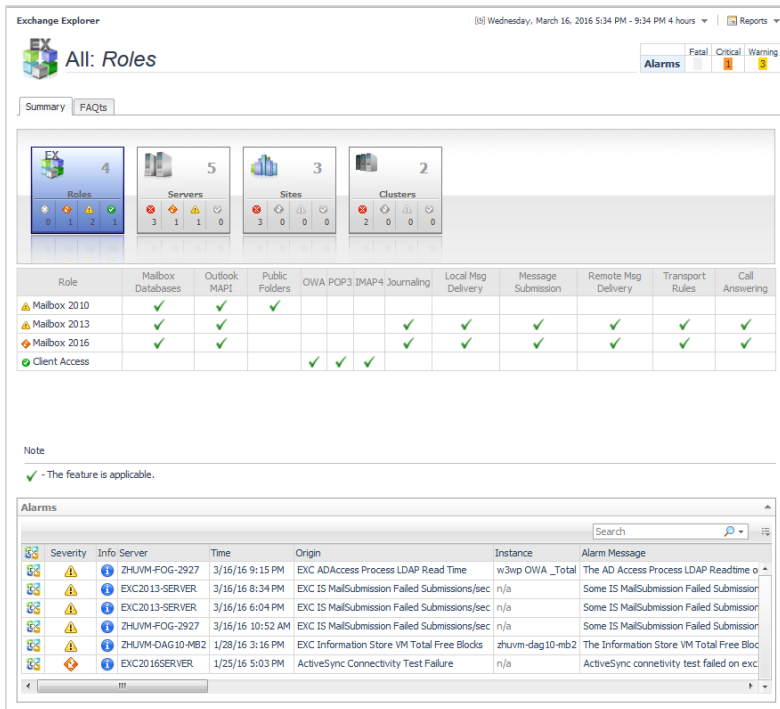 Exchange Explorer
Wednesday, March 16, 2016 5:34 PM - 9:34 PM 4 hours
Reports
EX
All: Roles
Fatal Critical Warning
Alarms 1 3
Summary FAQts
EX 4 5 3 2
Roles Servers Sites Clusters
0 1 2 1 3 1 1 0 3 0 0 0 2 0 0 0
Role Mailbox Databases Outlook MAPI Public Folders OWA POP3 IMAP4 Journaling Local Msg Delivery Message Submission Remote Msg Delivery Transport Rules Call Answering
Mailbox 2010
Mailbox 2013
Mailbox 2016
Client Access
Note
- The feature is applicable.
Alarms
Search
Severity Info Server Time Origin Instance Alarm Message
ZHUVM-FOG-2927 3/16/16 9:15 PM EXC ADAccess Process LDAP Read Time w3wp OWA _Total The AD Access Process LDAP Readtime o
EXC2013-SERVER 3/16/16 8:34 PM EXC IS MailSubmission Failed Submissions/sec n/a Some IS MailSubmission Failed Submission
EXC2013-SERVER 3/16/16 6:04 PM EXC IS MailSubmission Failed Submissions/sec n/a Some IS MailSubmission Failed Submission
ZHUVM-FOG-2927 3/16/16 10:52 AM EXC IS MailSubmission Failed Submissions/sec n/a Some IS MailSubmission Failed Submission
ZHUVM-DAG10-MB2 1/28/16 3:16 PM EXC Information Store VM Total Free Blocks zhuvm-dag10-mb2 The Information Store VM Total Free Bloc
EXC2016SERVER 1/25/16 5:03 PM ActiveSync Connectivity Test Failure n/a ActiveSync connetivity test failed on exc